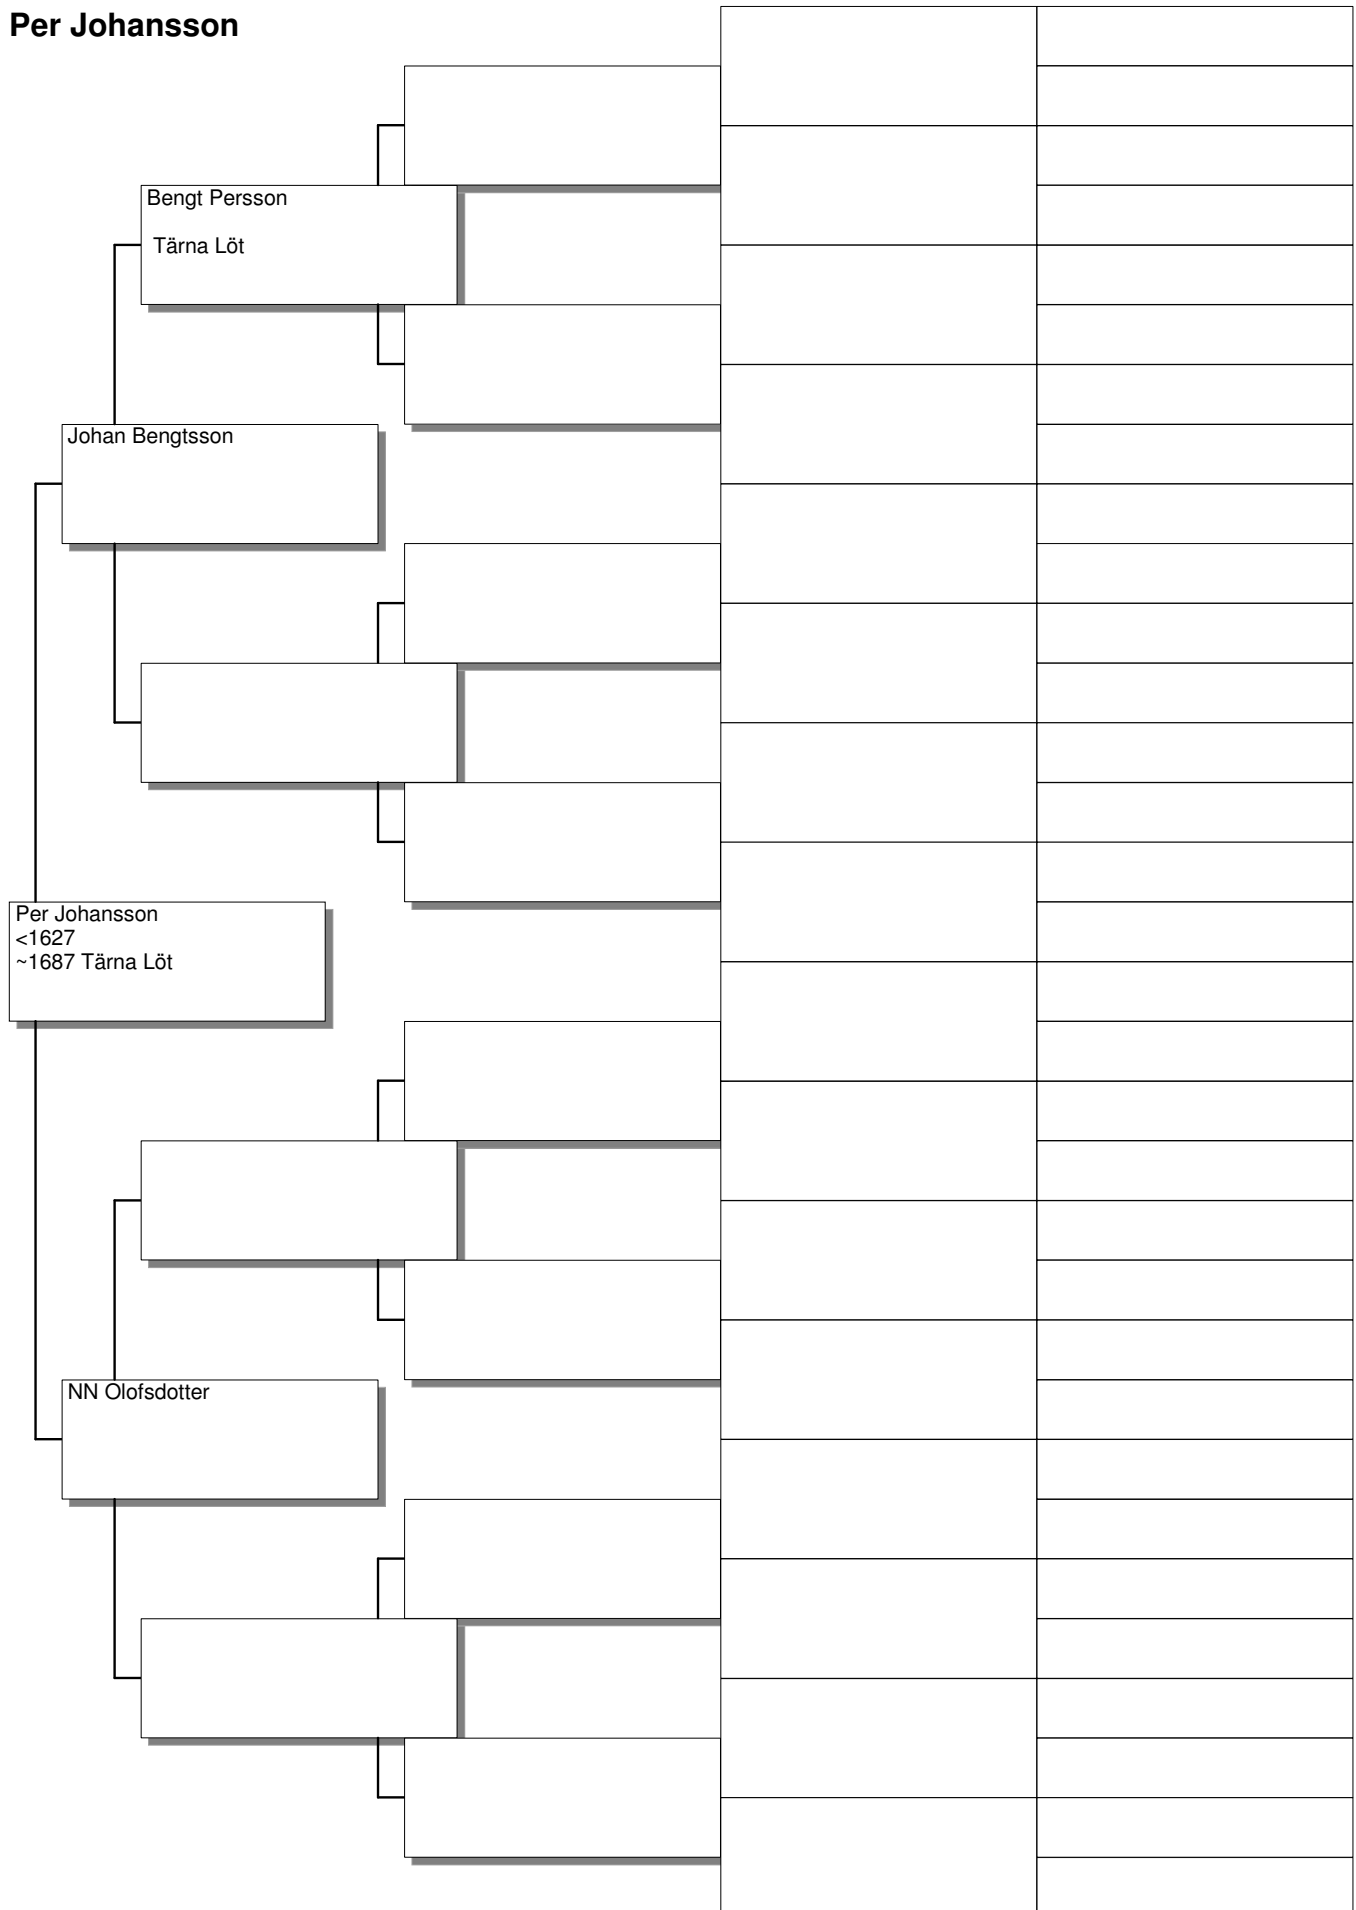 Per Johansson
Bengt Persson
Tärna Löt
Johan Bengtsson
Per Johansson
<1627
~1687 Tärna Löt
NN Olofsdotter